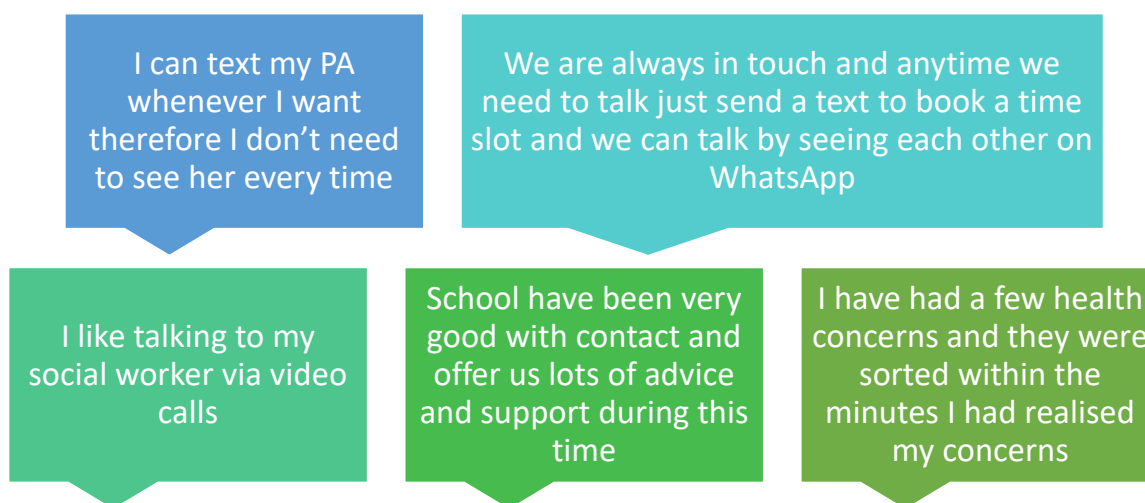 I can text my PA
whenever I want
therefore I don’t need
to see her every time
We are always in touch and anytime we
need to talk just send a text to book a time
slot and we can talk by seeing each other on
WhatsApp
I like talking to my
social worker via video
calls
School have been very
good with contact and
offer us lots of advice
and support during this
time
I have had a few health
concerns and they were
sorted within the
minutes I had realised
my concerns